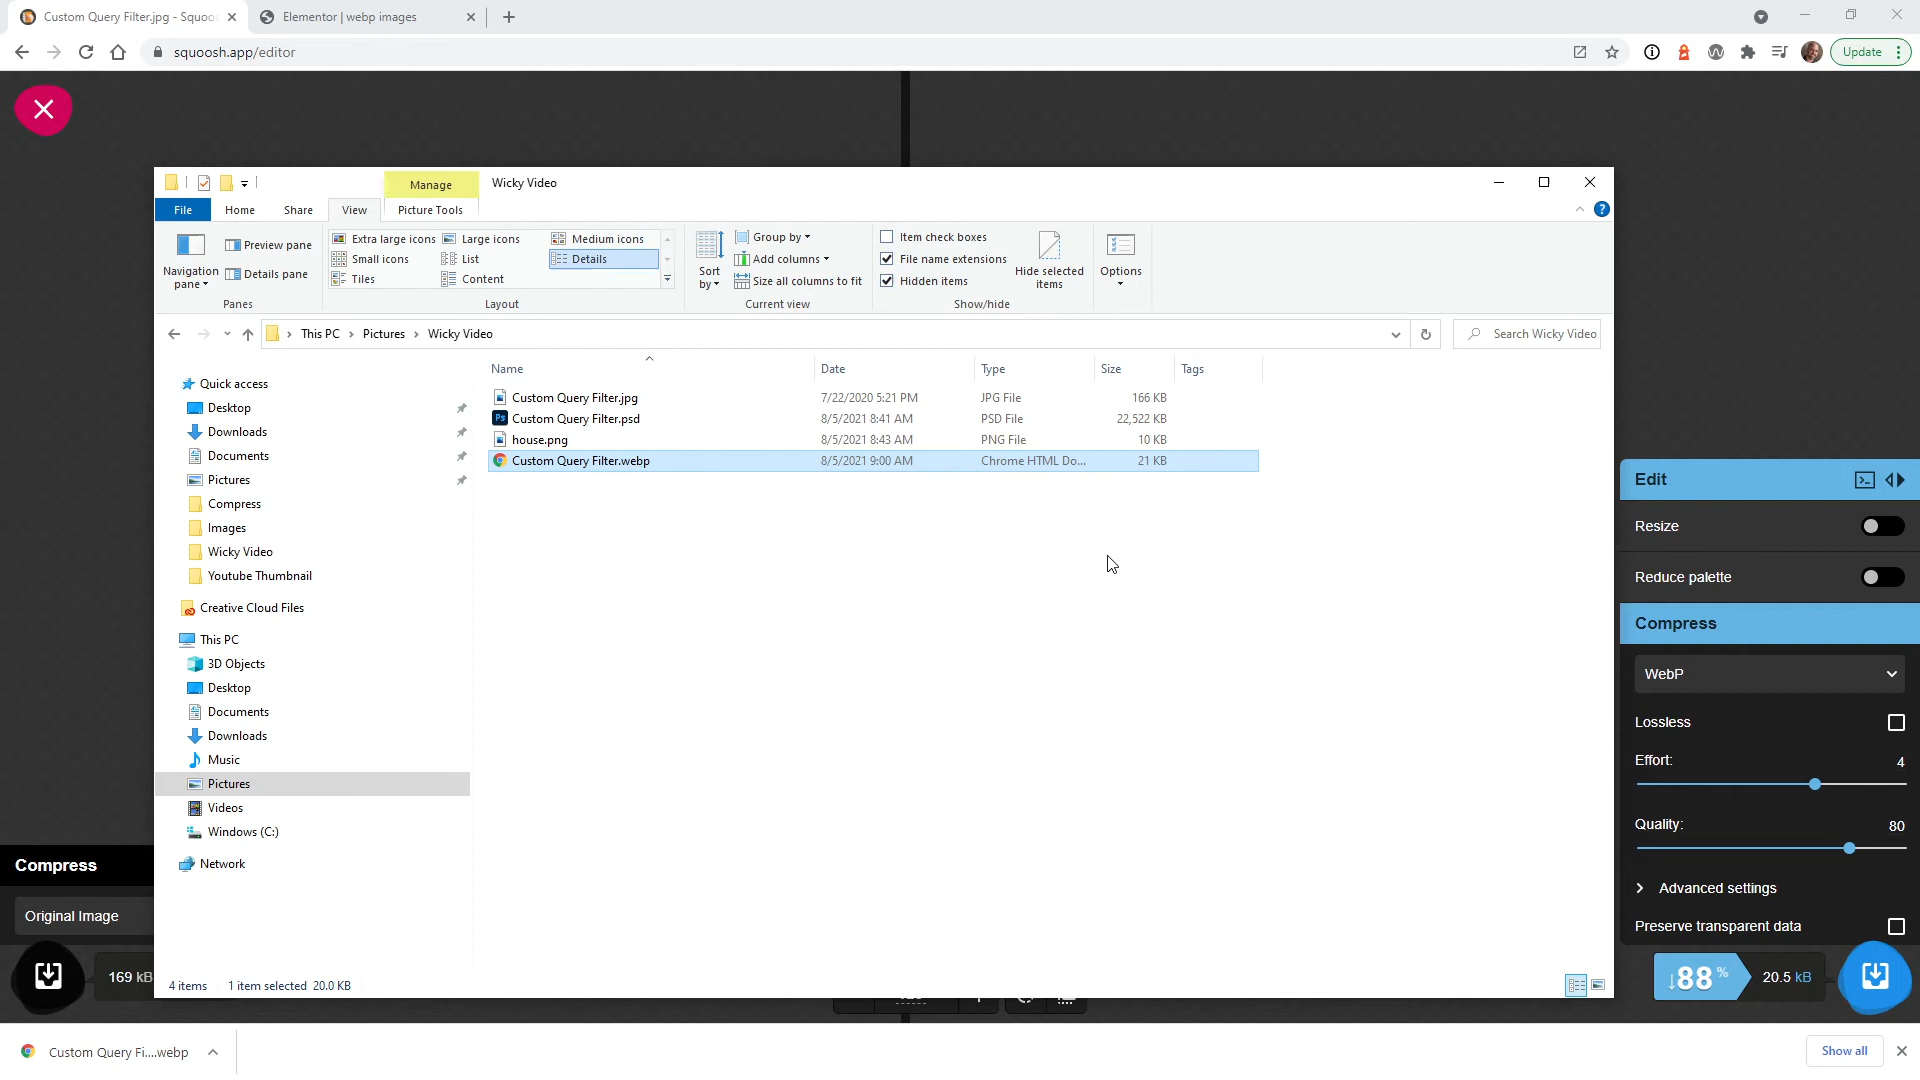 Custom Query Filter.jpg - Squoos
Elementor | webp images
squoosh.app/editor
Update
Manage
Wicky Video
File
Home
Share
View
Picture Tools
Navigation pane
Preview pane
Details pane
Panes
Extra large icons
Large icons
Medium icons
Small icons
List
Details
Tiles
Content
Layout
Sort by
Group by
Add columns
Size all columns to fit
Current view
Item check boxes
File name extensions
Hidden items
Hide selected items
Show/hide
Options
This PC > Pictures > Wicky Video
Search Wicky Video
Name Date Type Size Tags
Custom Query Filter.jpg 7/22/2020 5:21 PM JPG File 166 KB
Ps Custom Query Filter.psd 8/5/2021 8:41 AM PSD File 22,522 KB
house.png 8/5/2021 8:43 AM PNG File 10 KB
Custom Query Filter.webp 8/5/2021 9:00 AM Chrome HTML Do... 21 KB
Quick access
Desktop
Downloads
Documents
Pictures
Compress
Images
Wicky Video
Youtube Thumbnail
Creative Cloud Files
This PC
3D Objects
Desktop
Documents
Downloads
Music
Pictures
Videos
Windows (C:)
Network
4 items 1 item selected 20.0 KB
Edit
Resize
Reduce palette
Compress
WebP
Lossless
Effort: 4
Quality: 80
Advanced settings
Preserve transparent data
↓88 % 20.5 kB
Compress
Original Image
169 kB
Custom Query Fi....webp
Show all